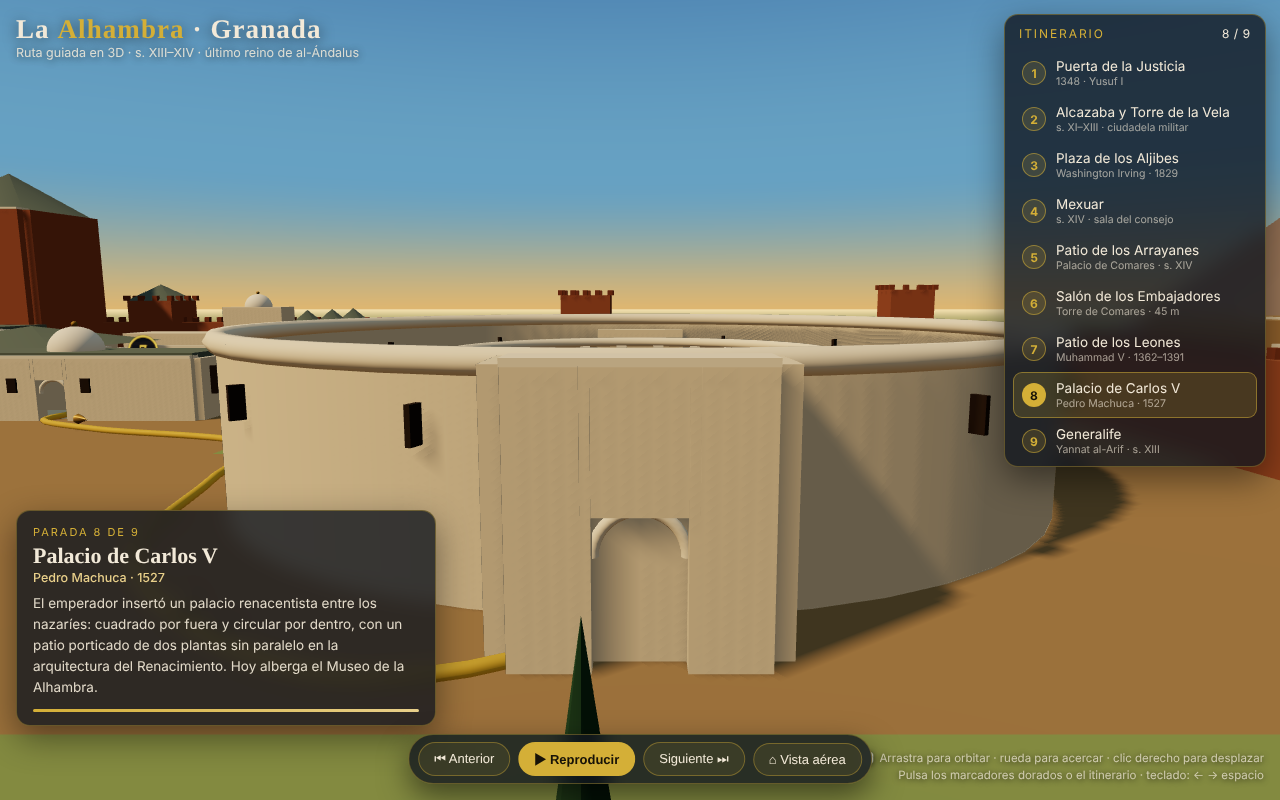 La Alhambra · Granada
Ruta guiada en 3D · s. XIII–XIV · último reino de al-Ándalus
ITINERARIO 8 / 9
1 Puerta de la Justicia
1348 · Yusuf I
2 Alcazaba y Torre de la Vela
s. XI–XIII · ciudadela militar
3 Plaza de los Aljibes
Washington Irving · 1829
4 Mexuar
s. XIV · sala del consejo
5 Patio de los Arrayanes
Palacio de Comares · s. XIV
6 Salón de los Embajadores
Torre de Comares · 45 m
7 Patio de los Leones
Muhammad V · 1362–1391
8 Palacio de Carlos V
Pedro Machuca · 1527
9 Generalife
Yannat al-Arif · s. XIII
PARADA 8 DE 9
Palacio de Carlos V
Pedro Machuca · 1527
El emperador insertó un palacio renacentista entre los
nazaríes: cuadrado por fuera y circular por dentro, con un
patio porticado de dos plantas sin paralelo en la
arquitectura del Renacimiento. Hoy alberga el Museo de la
Alhambra.
⏮ Anterior
▶ Reproducir
Siguiente ⏭
⌂ Vista aérea
Arrastra para orbitar · rueda para acercar · clic derecho para desplazar
Pulsa los marcadores dorados o el itinerario · teclado: ← → espacio